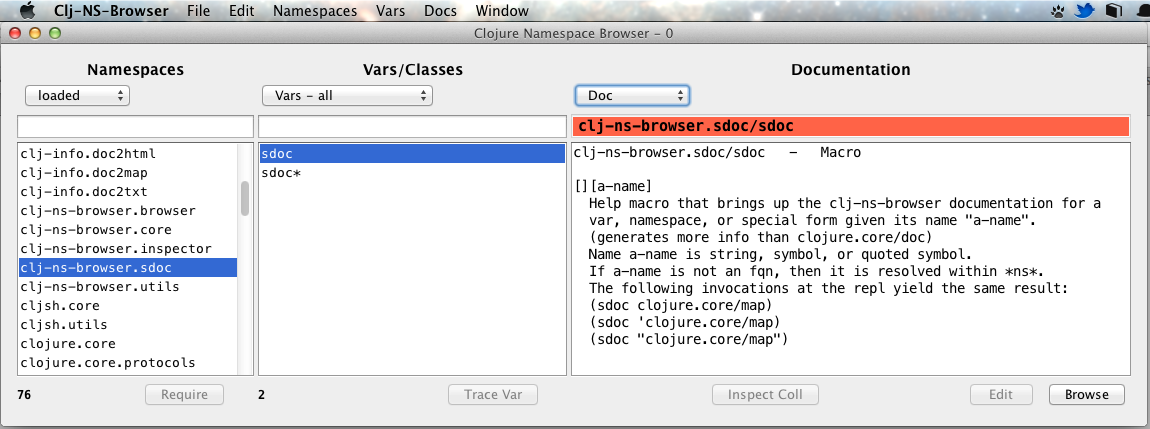 Clj-NS-Browser File Edit Namespaces Vars Docs Window
Clojure Namespace Browser – 0
Namespaces Vars/Classes Documentation
loaded Vars – all Doc
clj-ns-browser.sdoc/sdoc
clj-info.doc2html
clj-info.doc2map
clj-info.doc2txt
clj-ns-browser.browser
clj-ns-browser.core
clj-ns-browser.inspector
clj-ns-browser.sdoc
clj-ns-browser.utils
cljsh.core
cljsh.utils
clojure.core
clojure.core.protocols
sdoc
sdoc*
clj-ns-browser.sdoc/sdoc – Macro
[][a-name]
Help macro that brings up the clj-ns-browser documentation for a
var, namespace, or special form given its name "a-name".
(generates more info than clojure.core/doc)
Name a-name is string, symbol, or quoted symbol.
If a-name is not an fqn, then it is resolved within *ns*.
The following invocations at the repl yield the same result:
(sdoc clojure.core/map)
(sdoc 'clojure.core/map)
(sdoc "clojure.core/map")
76 Require 2 Trace Var Inspect Coll Edit Browse